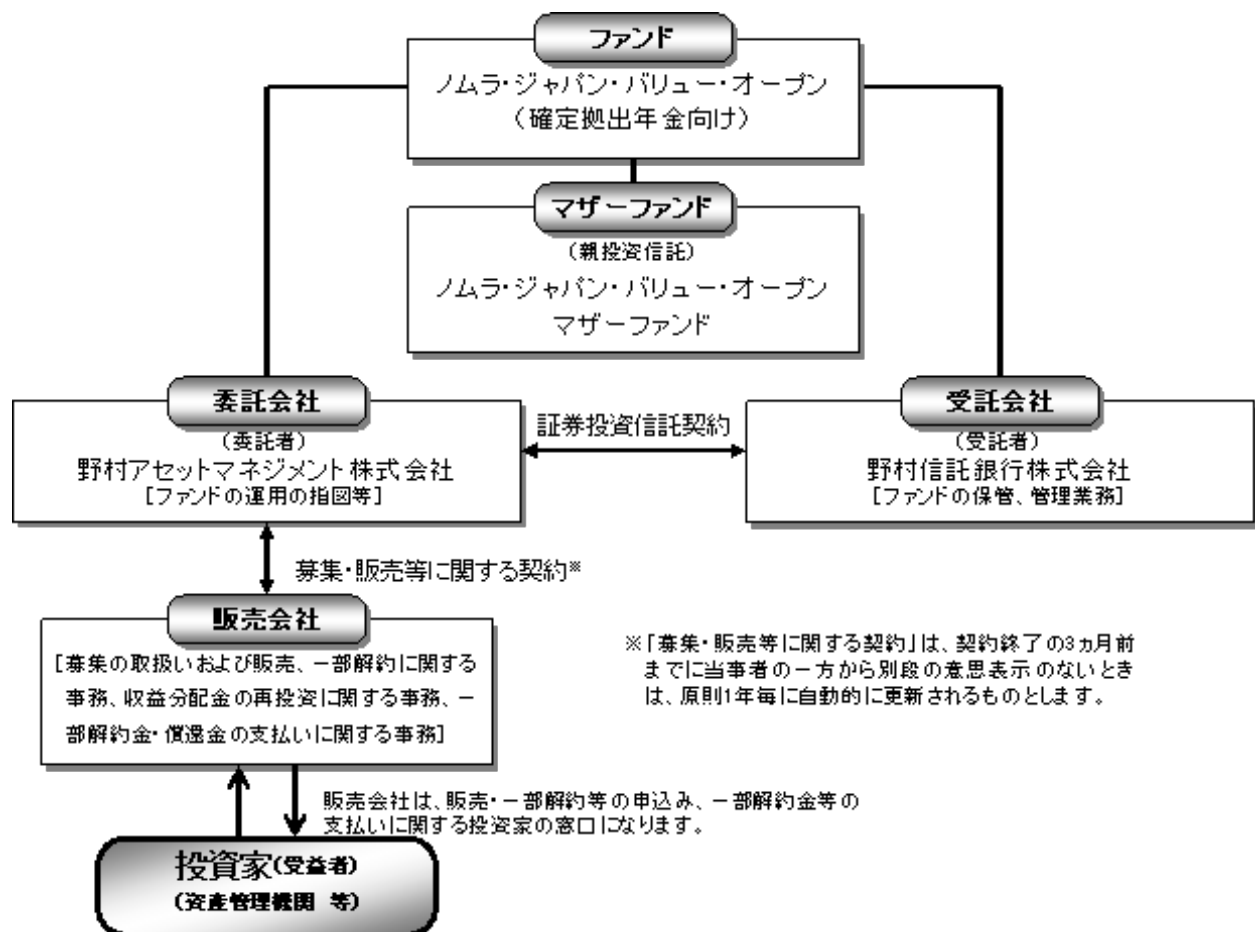 ファンド
ノムラ・ジャパン・バリュー・オープン
（確定拠出年金向け）
マザーファンド
（親投資信託）
ノムラ・ジャパン・バリュー・オープン
マザーファンド
委託会社
（委託者）
野村アセットマネジメント株式会社
［ファンドの運用の指図等］
証券投資信託契約
受託会社
（受託者）
野村信託銀行株式会社
［ファンドの保管、管理業務］
募集・販売等に関する契約※
販売会社
［募集の取扱いおよび販売、一部解約に関する
事務、収益分配金の再投資に関する事務、一
部解約金・償還金の支払いに関する事務］
※「募集・販売等に関する契約」は、契約終了の3ヵ月前
までに当事者の一方から別段の意思表示のないとき
は、原則1年毎に自動的に更新されるものとします。
販売会社は、販売・一部解約等の申込み、一部解約金等の
支払いに関する投資家の窓口になります。
投資家（受益者）
（資産管理機関 等）